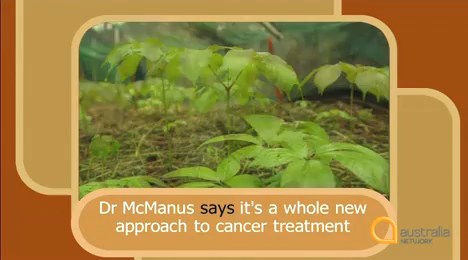 Dr McManus says it's a whole new
approach to cancer treatment
australia
NETWORK